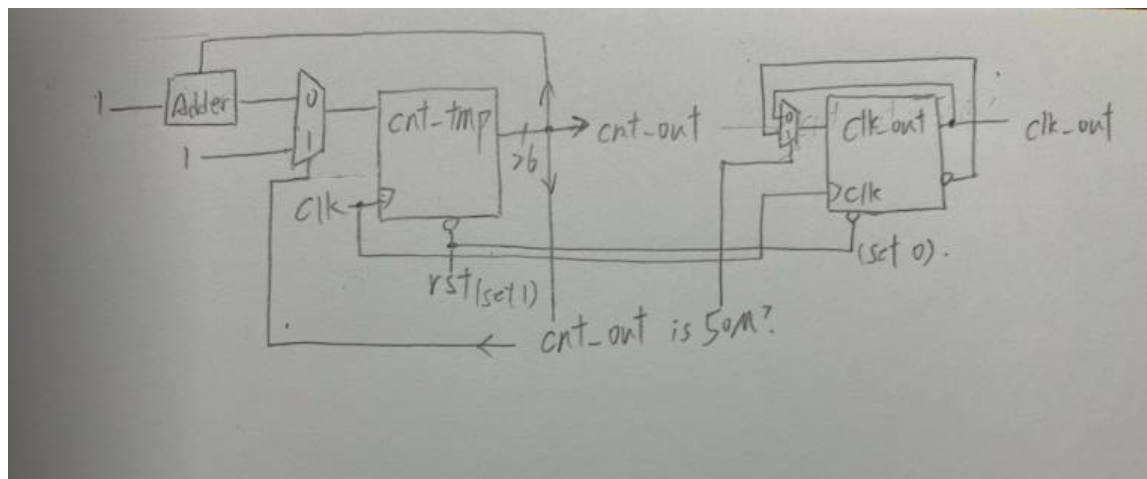 1
Adder
0
1
1
cnt_tmp
26
cnt_out
clk
rst (set 1)
0
1
clk_out
clk
clk_out
(set 0).
cnt_out is 50M?